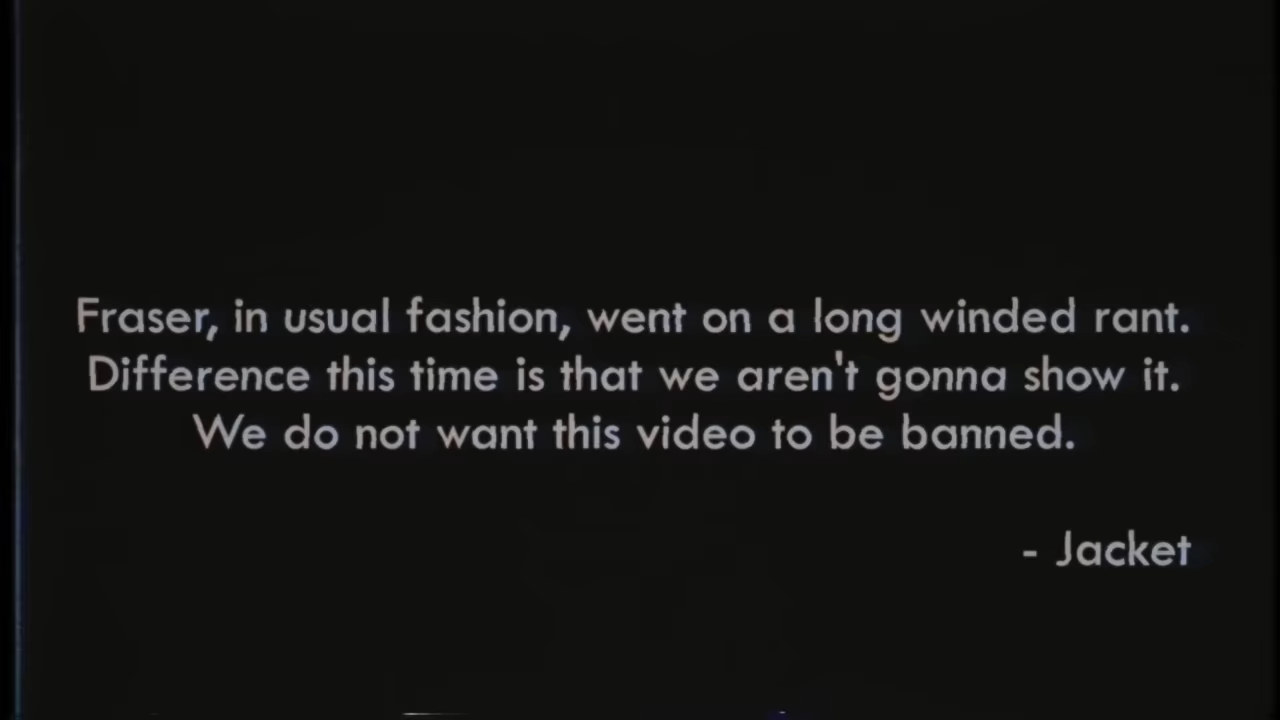 Fraser, in usual fashion, went on a long winded rant.
Difference this time is that we aren't gonna show it.
We do not want this video to be banned.
- Jacket